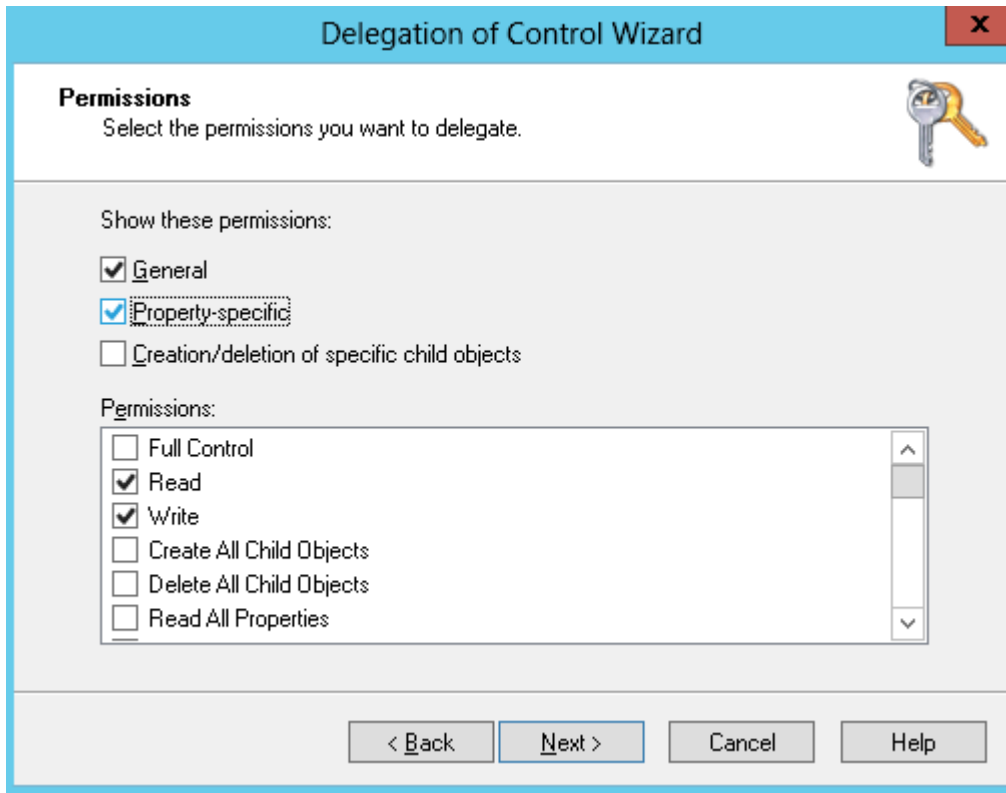 Delegation of Control Wizard
x
Permissions
Select the permissions you want to delegate.
Show these permissions:
General
Property-specific
Creation/deletion of specific child objects
Permissions:
Full Control
Read
Write
Create All Child Objects
Delete All Child Objects
Read All Properties
< Back
Next >
Cancel
Help